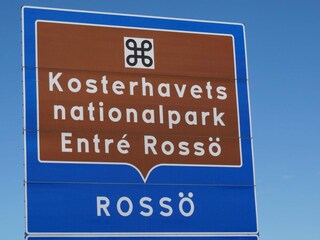 Kosterhavets
nationalpark
Entré Rossö
ROSSÖ